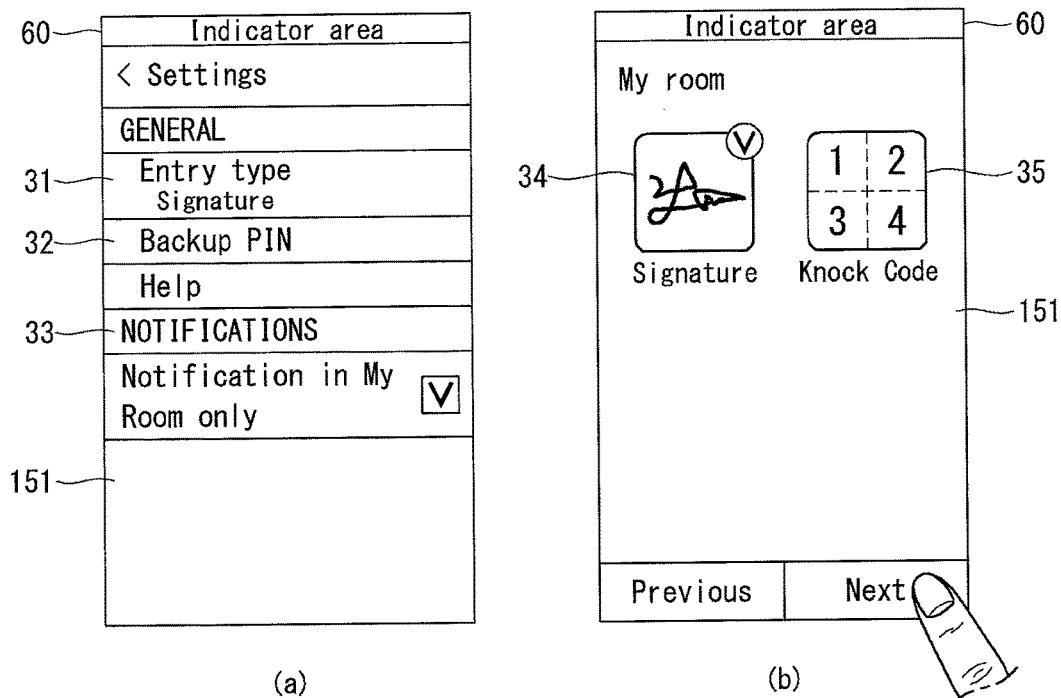 60
Indicator area
< Settings
GENERAL
31
Entry type
Signature
32
Backup PIN
Help
33
NOTIFICATIONS
Notification in My
Room only
V
151
(a)
Indicator area
60
My room
V
34
1 2
3 4
35
Signature
Knock Code
151
Previous
Next
(b)